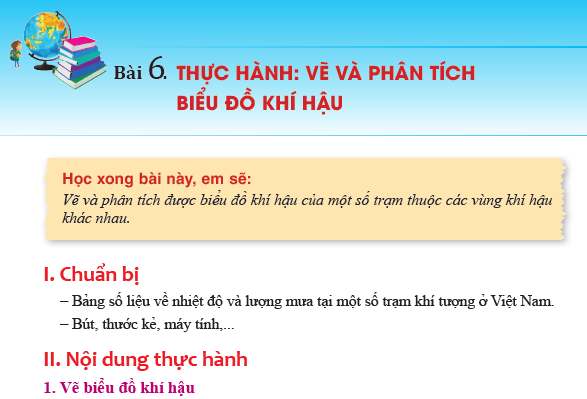 Bài 6. THỰC HÀNH: VẼ VÀ PHÂN TÍCH
BIỂU ĐỒ KHÍ HẬU
Học xong bài này, em sẽ:
Vẽ và phân tích được biểu đồ khí hậu của một số trạm thuộc các vùng khí hậu
khác nhau.
I. Chuẩn bị
– Bảng số liệu về nhiệt độ và lượng mưa tại một số trạm khí tượng ở Việt Nam.
– Bút, thước kẻ, máy tính,...
II. Nội dung thực hành
1. Vẽ biểu đồ khí hậu